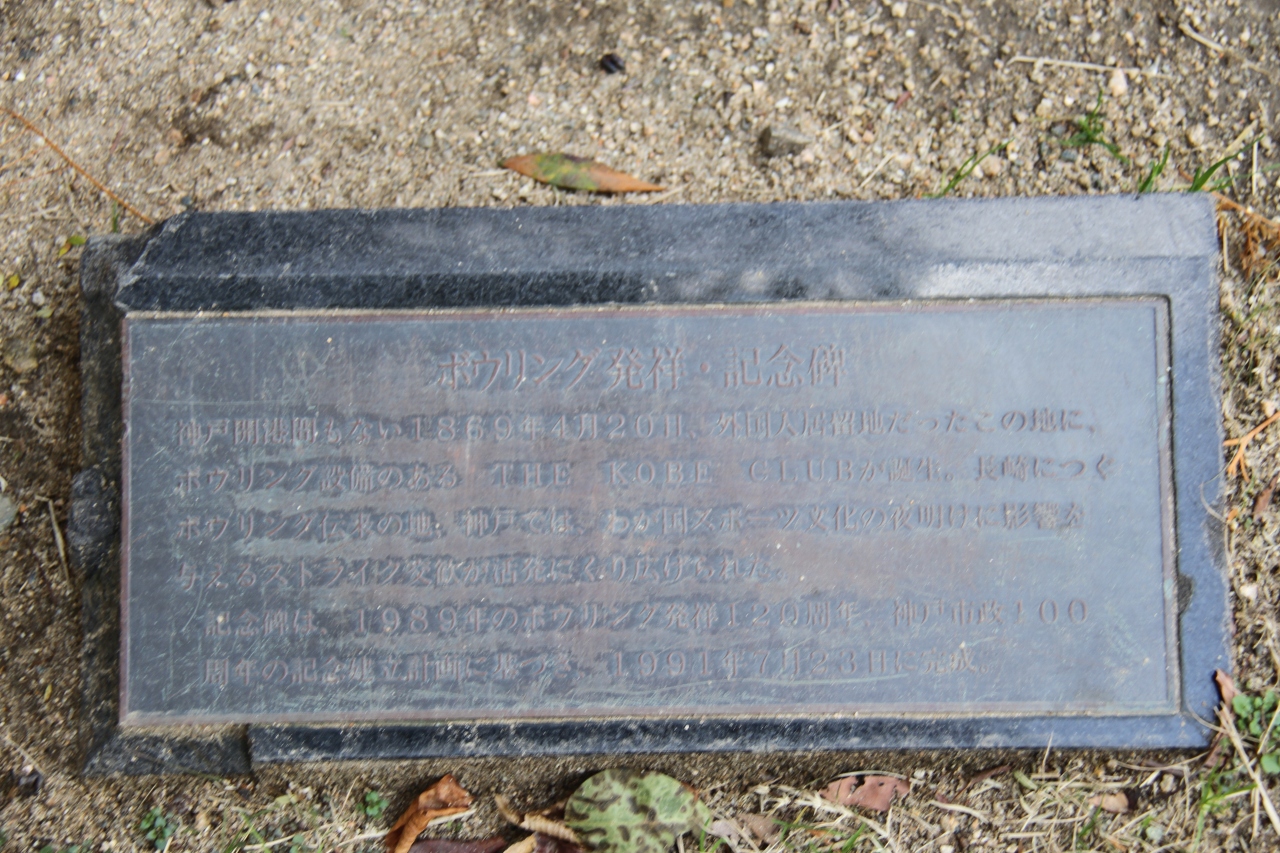 ボウリング発祥・記念碑
神戸開港間もない1869年4月20日、外国人居留地だったこの地に、
ボウリング設備のある THE KOBE CLUBが誕生。長崎につぐ
ボウリング伝来の地、神戸では、わが国スポーツ文化の夜明けに影響を
与えるストライク変歓が活発にくり広げられた。
記念碑は、1989年のボウリング発祥120周年、神戸市政100
周年の記念建立計画に基づき、1991年7月23日に完成。